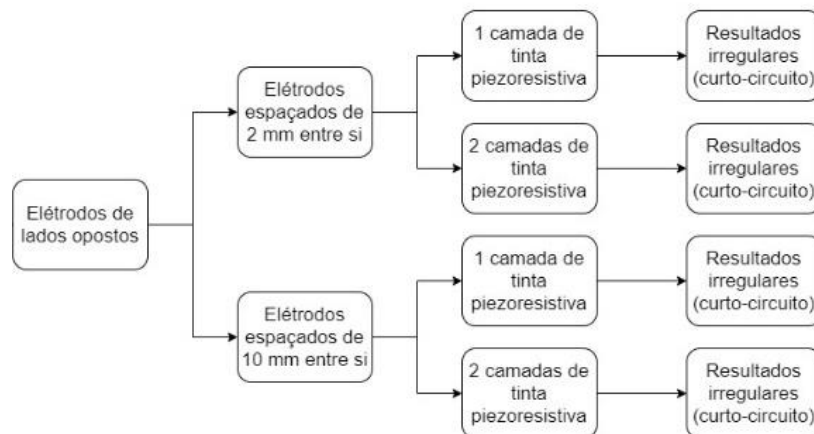 Elétrodos de
lados opostos
Elétrodos
espaçados de
2 mm entre si
1 camada de
tinta
piezoresistiva
Resultados
irregulares
(curto-circuito)
2 camadas de
tinta
piezoresistiva
Resultados
irregulares
(curto-circuito)
Elétrodos
espaçados de
10 mm entre si
1 camada de
tinta
piezoresistiva
Resultados
irregulares
(curto-circuito)
2 camadas de
tinta
piezoresistiva
Resultados
irregulares
(curto-circuito)